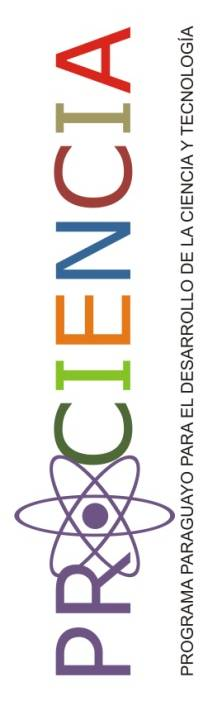 PROCIENCIA
PROGRAMA PARAGUAYO PARA EL DESARROLLO DE LA CIENCIA Y TECNOLOGÍA